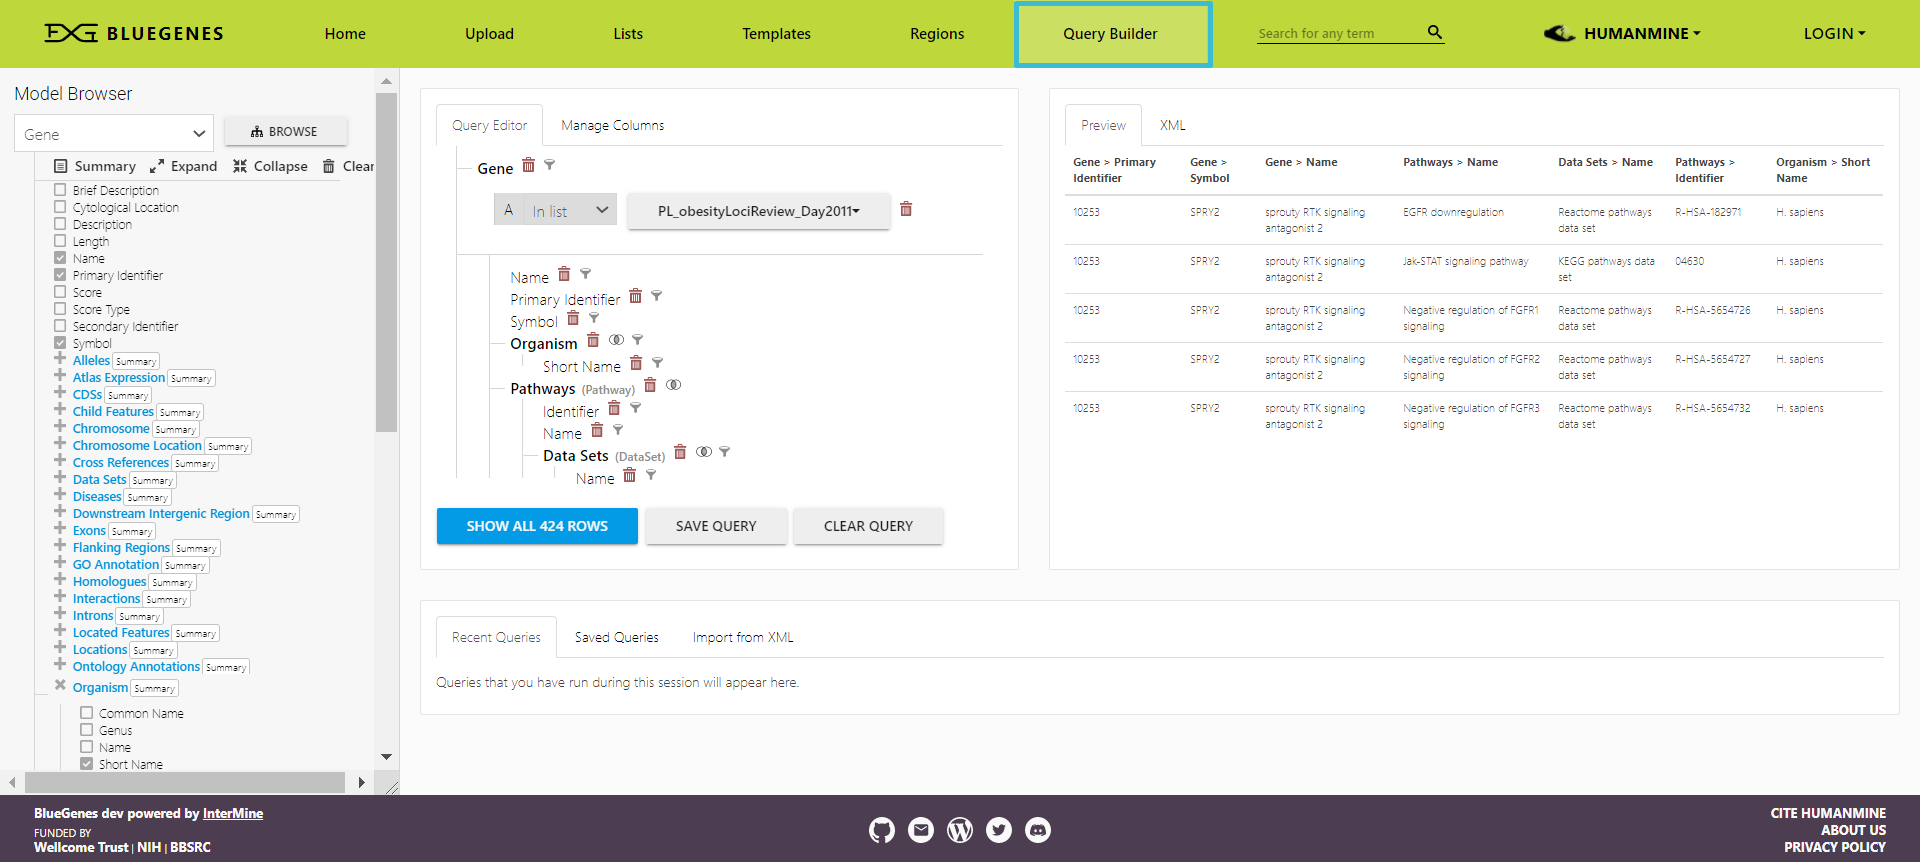 BLUEGENES
Home
Upload
Lists
Templates
Regions
Query Builder
Search for any term
HUMANMINE
LOGIN
Model Browser
Gene
BROWSE
Summary Expand Collapse Clear
Brief Description
Cytological Location
Description
Length
Name
Primary Identifier
Score
Score Type
Secondary Identifier
Symbol
Alleles Summary
Atlas Expression Summary
CDSs Summary
Child Features Summary
Chromosome Summary
Chromosome Location Summary
Cross References Summary
Data Sets Summary
Diseases Summary
Downstream Intergenic Region Summary
Exons Summary
Flanking Regions Summary
GO Annotation Summary
Homologues Summary
Interactions Summary
Introns Summary
Located Features Summary
Locations Summary
Ontology Annotations Summary
Organism Summary
Common Name
Genus
Name
Short Name
Query Editor
Manage Columns
Gene
A In list PL_obesityLociReview_Day2011
Name
Primary Identifier
Symbol
Organism
Short Name
Pathways (Pathway)
Identifier
Name
Data Sets (DataSet)
Name
SHOW ALL 424 ROWS
SAVE QUERY
CLEAR QUERY
Preview
XML
Gene > Primary Identifier
Gene > Symbol
Gene > Name
Pathways > Name
Data Sets > Name
Pathways > Identifier
Organism > Short Name
10253 SPRY2 sprouty RTK signaling antagonist 2 EGFR downregulation Reactome pathways data set R-HSA-182971 H. sapiens
10253 SPRY2 sprouty RTK signaling antagonist 2 Jak-STAT signaling pathway KEGG pathways data set 04630 H. sapiens
10253 SPRY2 sprouty RTK signaling antagonist 2 Negative regulation of FGFR1 signaling Reactome pathways data set R-HSA-5654726 H. sapiens
10253 SPRY2 sprouty RTK signaling antagonist 2 Negative regulation of FGFR2 signaling Reactome pathways data set R-HSA-5654727 H. sapiens
10253 SPRY2 sprouty RTK signaling antagonist 2 Negative regulation of FGFR3 signaling Reactome pathways data set R-HSA-5654732 H. sapiens
Recent Queries
Saved Queries
Import from XML
Queries that you have run during this session will appear here.
BlueGenes dev powered by InterMine
FUNDED BY
Wellcome Trust | NIH | BBSRC
CITE HUMANMINE
ABOUT US
PRIVACY POLICY